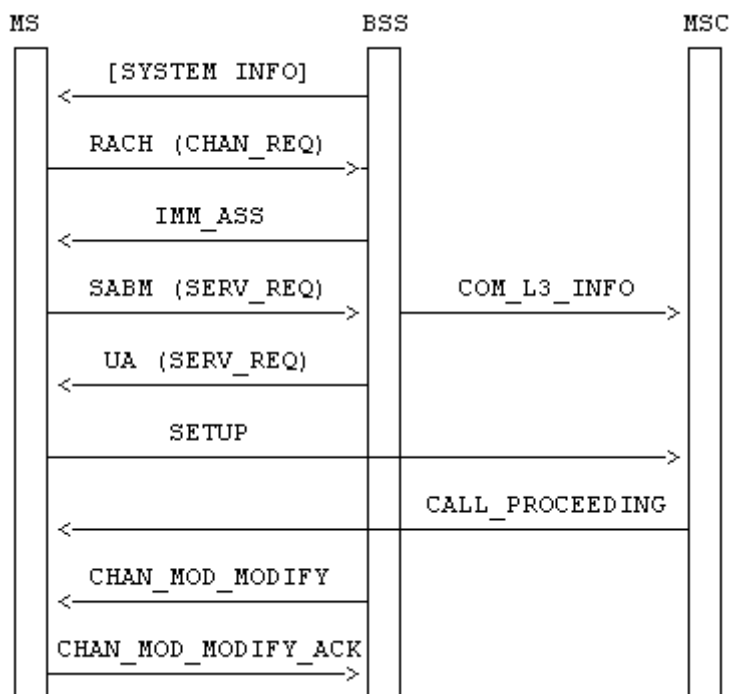 MS BSS MSC
[SYSTEM INFO]
RACH (CHAN_REQ)
IMM_ASS
SABM (SERV_REQ) COM_L3_INFO
UA (SERV_REQ)
SETUP
CALL_PROCEEDING
CHAN_MOD_MODIFY
CHAN_MOD_MODIFY_ACK